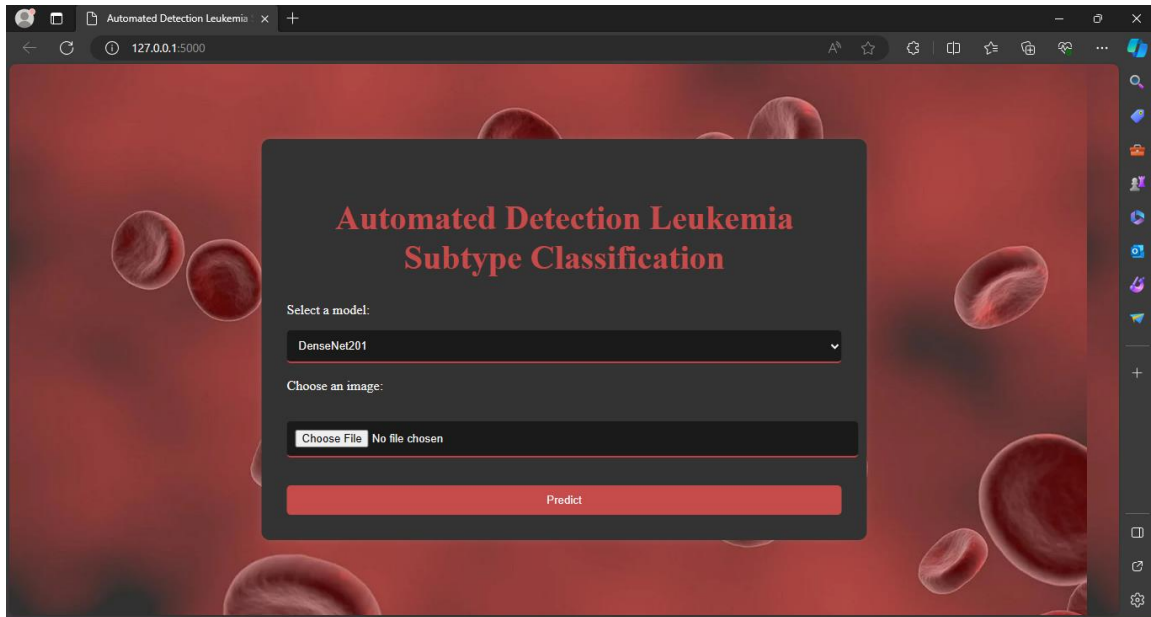 Automated Detection Leukemia
127.0.0.1:5000
Automated Detection Leukemia
Subtype Classification
Select a model:
DenseNet201
Choose an image:
Choose File No file chosen
Predict